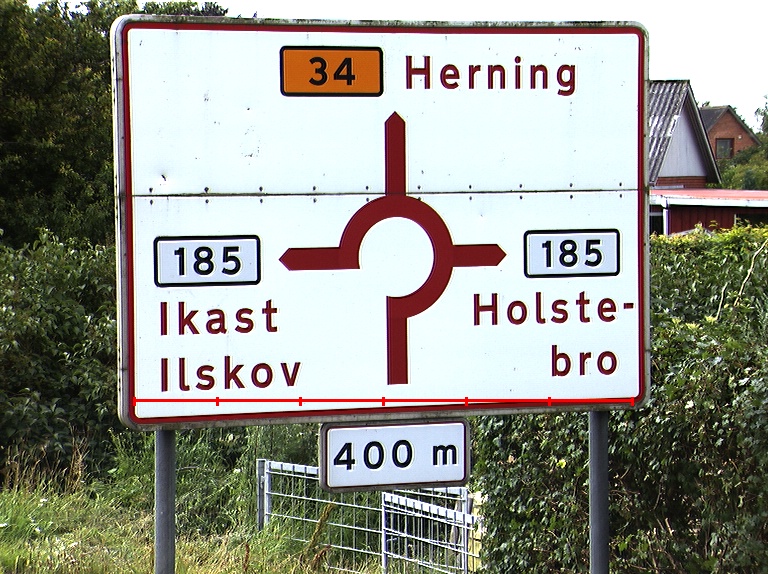 34 Herning
185
Ikast
Ilskov
185
Holste-
bro
400 m